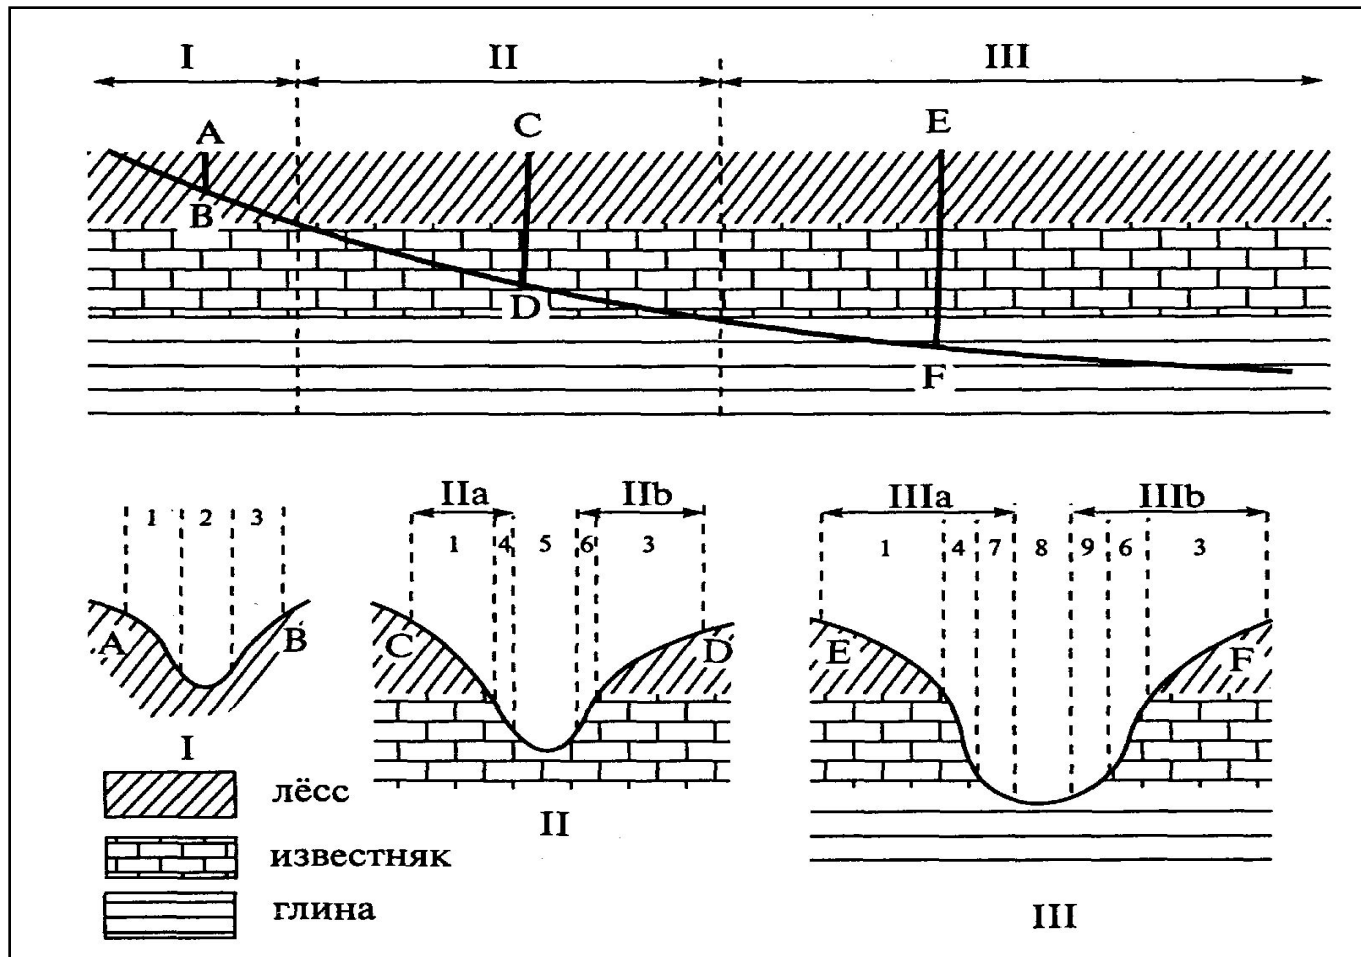 I II III
A C E
B
D
F
IIa IIb IIIa IIIb
1 2 3 1 4 5 6 3 1 4 7 8 9 6 3
A B C D E F
I
лёсс
II
известняк
глина
III